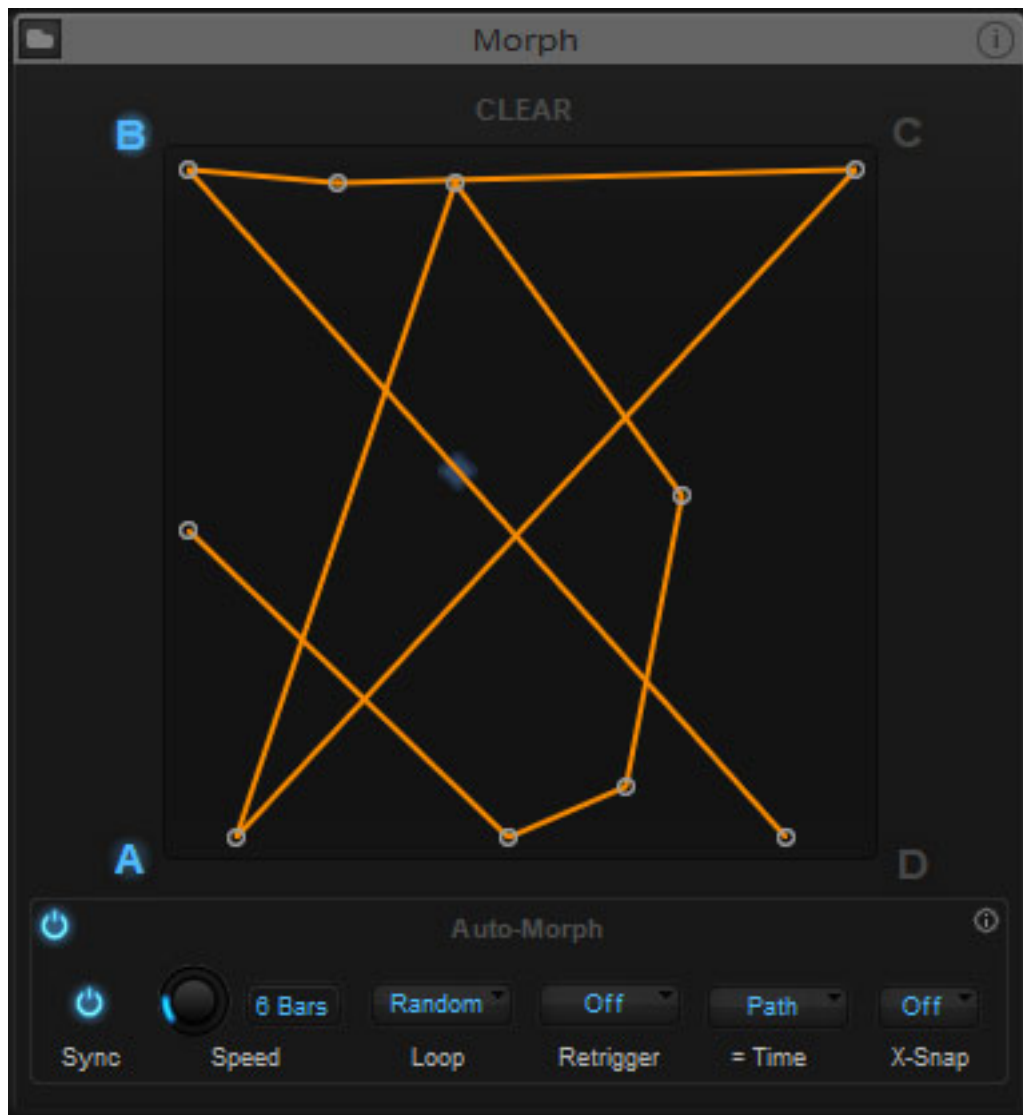 Morph
CLEAR
B
C
A
D
Auto-Morph
6 Bars Random Off Path Off
Sync Speed Loop Retrigger = Time X-Snap